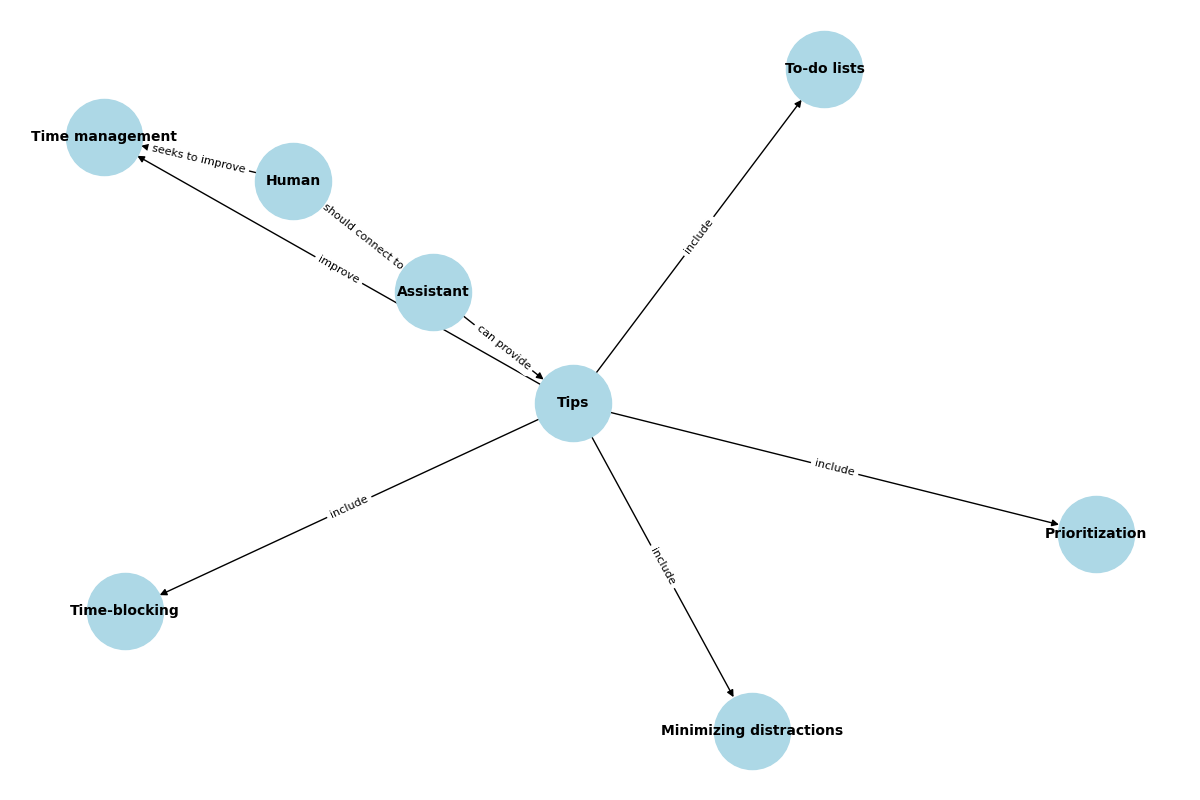 To-do lists
Time management
seeks to improve
Human
should connect to
include
improve
Assistant
can provide
Tips
include
include
Prioritization
include
Time-blocking
Minimizing distractions